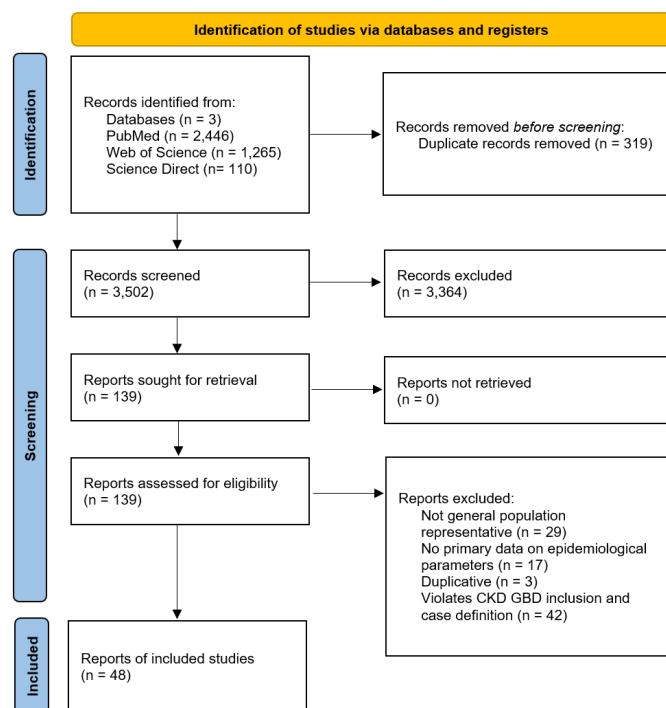 Identification of studies via databases and registers
Identification
Records identified from:
Databases (n = 3)
PubMed (n = 2,446)
Web of Science (n = 1,265)
Science Direct (n= 110)
Records removed before screening:
Duplicate records removed (n = 319)
Screening
Records screened
(n = 3,502)
Records excluded
(n = 3,364)
Reports sought for retrieval
(n = 139)
Reports not retrieved
(n = 0)
Reports assessed for eligibility
(n = 139)
Reports excluded:
Not general population
representative (n = 29)
No primary data on epidemiological
parameters (n = 17)
Duplicative (n = 3)
Violates CKD GBD inclusion and
case definition (n = 42)
Included
Reports of included studies
(n = 48)